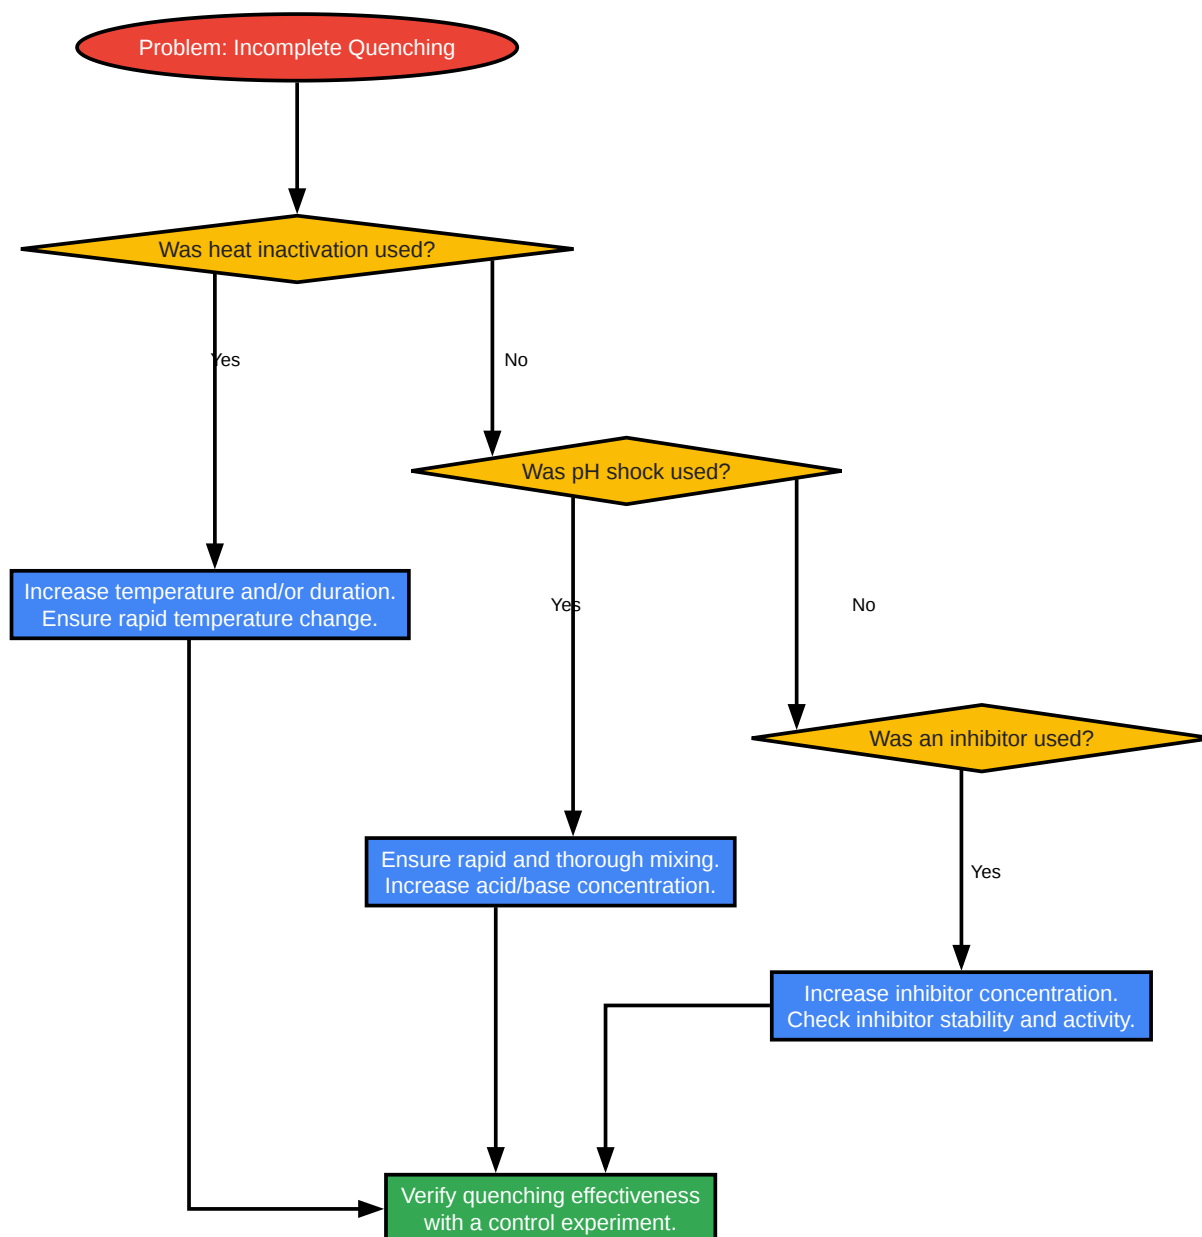 Problem: Incomplete Quenching
Was heat inactivation used?
Yes
No
Was pH shock used?
Increase temperature and/or duration.
Ensure rapid temperature change.
Yes
No
Was an inhibitor used?
Ensure rapid and thorough mixing.
Increase acid/base concentration.
Yes
Increase inhibitor concentration.
Check inhibitor stability and activity.
Verify quenching effectiveness
with a control experiment.